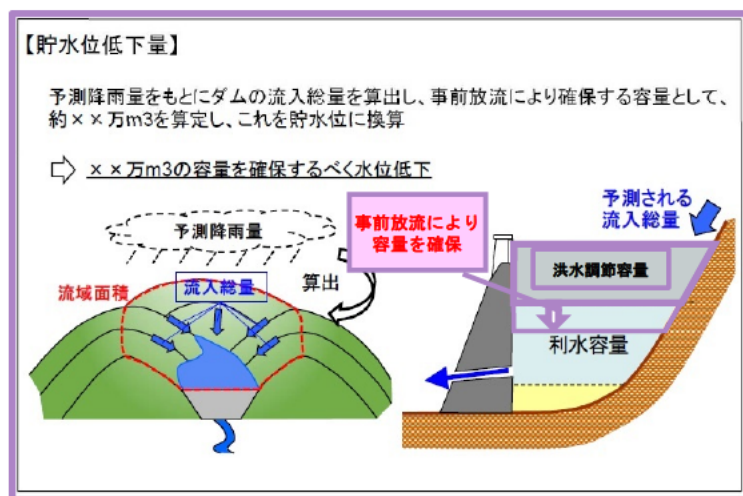 【貯水位低下量】
予測降雨量をもとにダムの流入総量を算出し、事前放流により確保する容量として、
約××万m3を算定し、これを貯水位に換算
⇨ ××万m3の容量を確保するべく水位低下
予測降雨量
流域面積
流入総量
算出
事前放流により
容量を確保
予測される
流入総量
洪水調節容量
利水容量